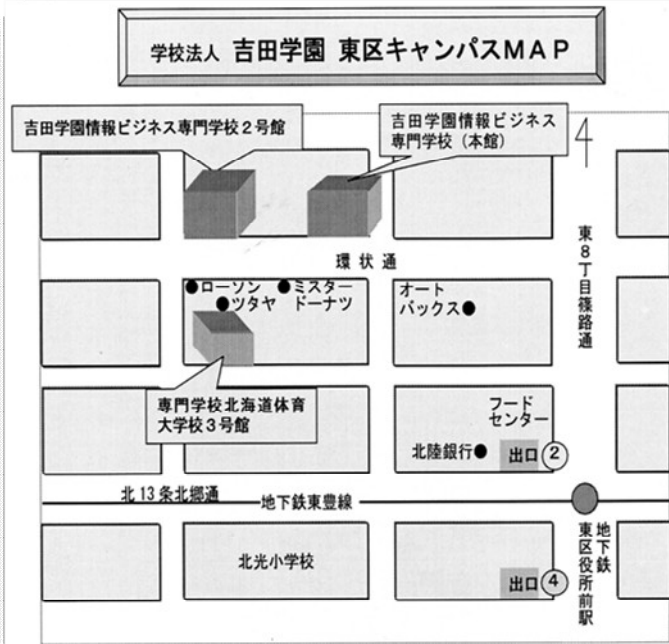 学校法人 吉田学園 東区キャンパスMAP
吉田学園情報ビジネス専門学校2号館
吉田学園情報ビジネス
専門学校(本館)
4
環状通
東8丁目篠路通
●ローソン ●ミスター
●ツタヤ ドーナツ
オート
バックス●
専門学校北海道体育
大学校3号館
フード
センター
北陸銀行● 出口 2
北13条北郷通
地下鉄東豊線
北光小学校
出口 4
地下鉄
東区役所前駅